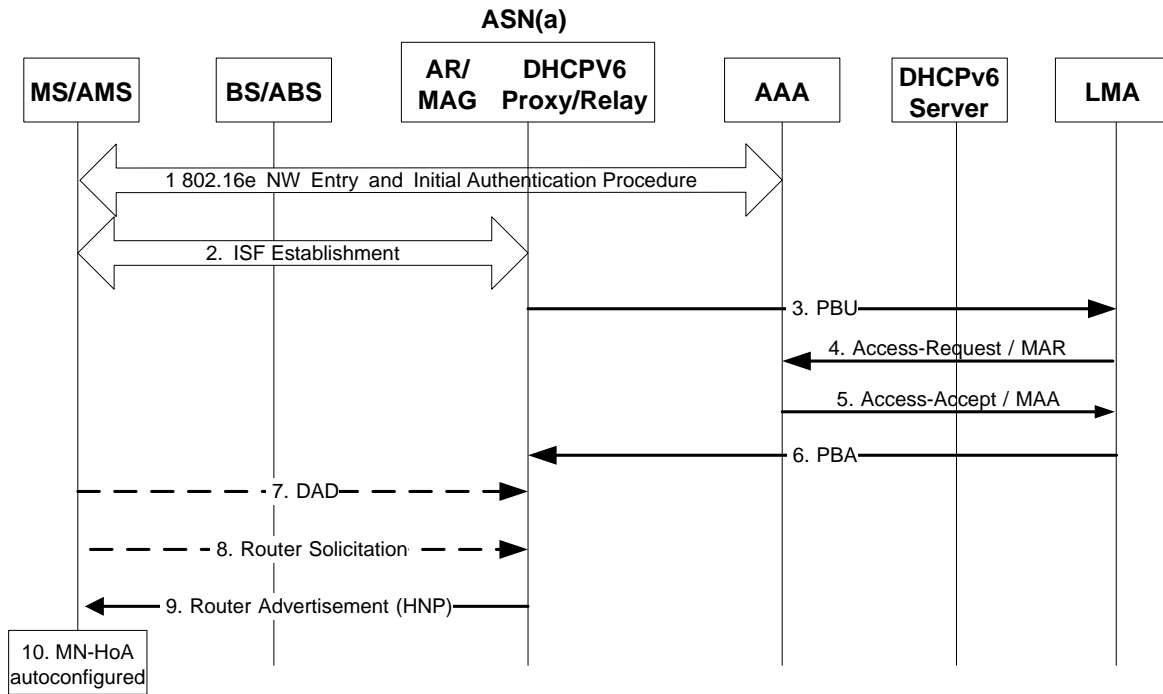 ASN(a)
MS/AMS
BS/ABS
AR/
MAG
DHCPV6
Proxy/Relay
AAA
DHCPv6
Server
LMA
1 802.16e NW Entry and Initial Authentication Procedure
2. ISF Establishment
3. PBU
4. Access-Request / MAR
5. Access-Accept / MAA
6. PBA
7. DAD
8. Router Solicitation
9. Router Advertisement (HNP)
10. MN-HoA
autoconfigured